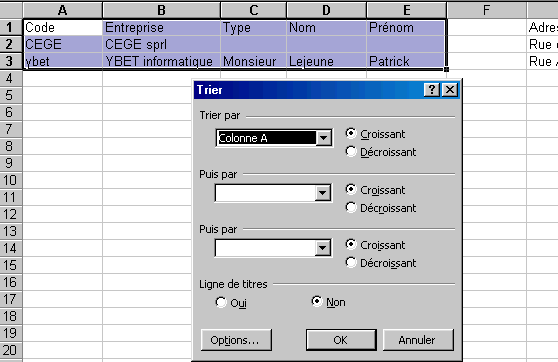 A B C D E F
1 Code Entreprise Type Nom Prénom Adres
2 CEGE CEGE sprl Rue
3 ybet YBET informatique Monsieur Lejeune Patrick Rue
4
5
6
7
8
9
10
11
12
13
14
15
16
17
18
19
20
Trier
Trier par
Colonne A
Croissant
Décroissant
Puis par
Croissant
Décroissant
Puis par
Croissant
Décroissant
Ligne de titres
Oui Non
Options... OK Annuler